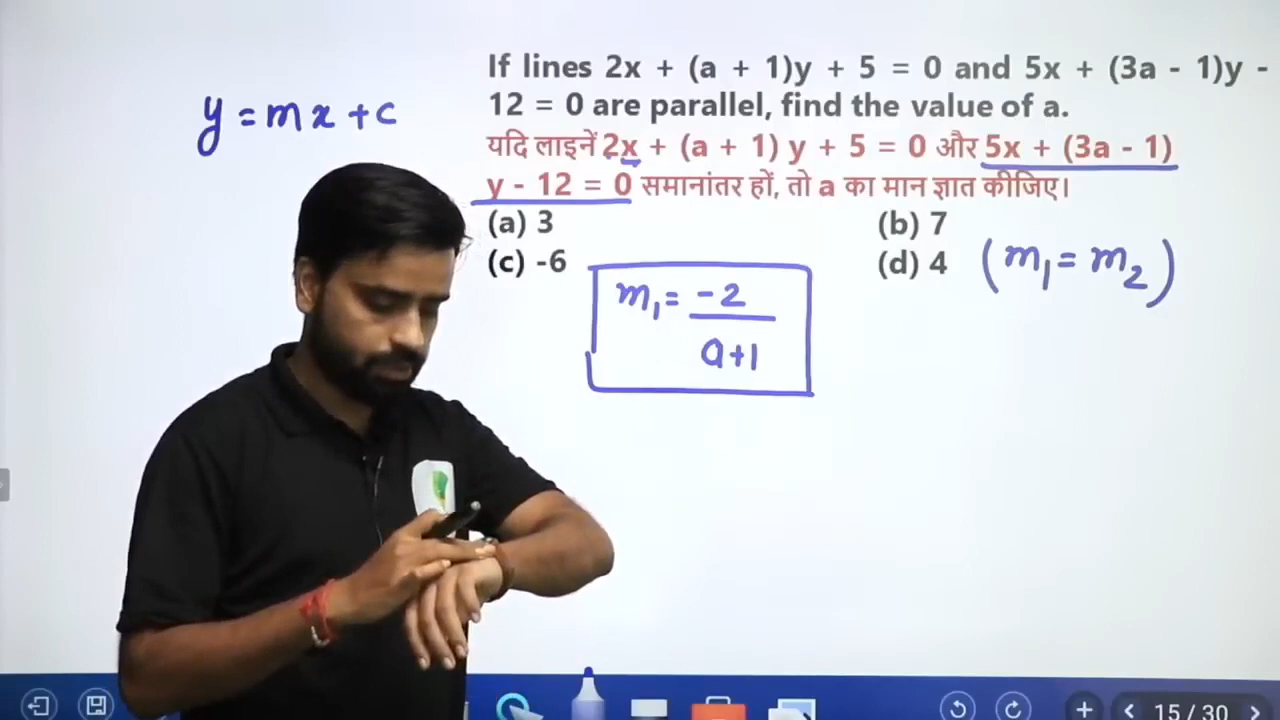 If lines 2x + (a + 1)y + 5 = 0 and 5x + (3a - 1)y -
12 = 0 are parallel, find the value of a.
यदि लाइनें 2x + (a + 1) y + 5 = 0 और 5x + (3a - 1)
y - 12 = 0 समानांतर हों, तो a का मान ज्ञात कीजिए।
(a) 3 (b) 7
(c) -6 (d) 4
y = mx + c
(m₁ = m₂)
m₁ = -2
a+1
15 / 30